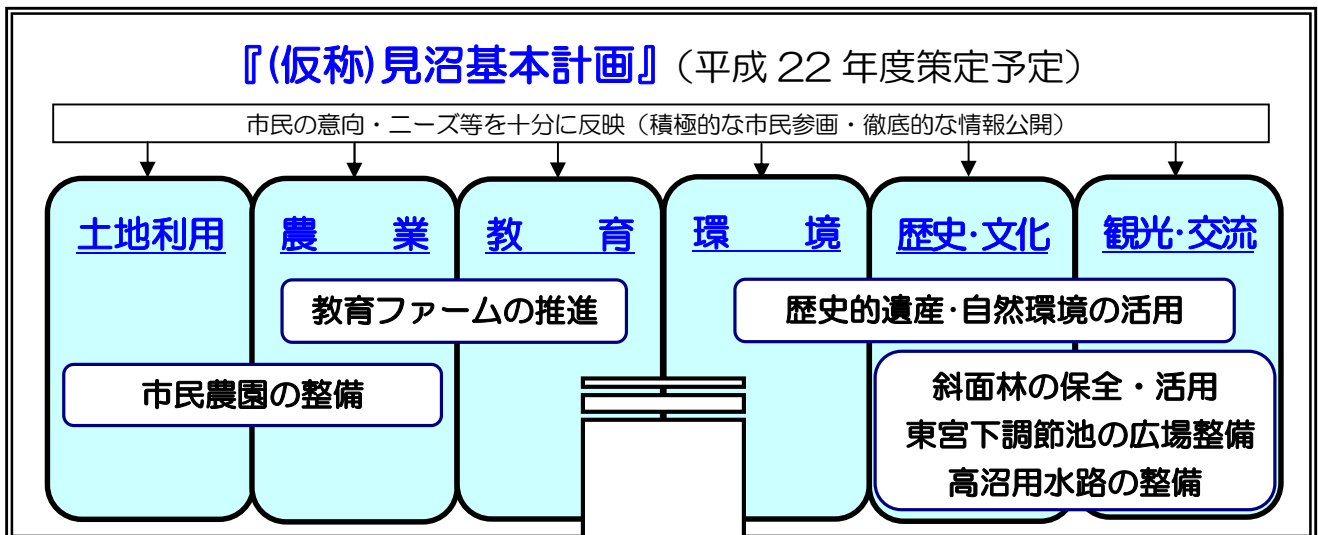 『(仮称)見沼基本計画』（平成 22 年度策定予定）
市民の意向・ニーズ等を十分に反映（積極的な市民参画・徹底的な情報公開）
土地利用
農　業
教　育
環　境
歴史･文化
観光･交流
教育ファームの推進
歴史的遺産･自然環境の活用
市民農園の整備
斜面林の保全・活用
東宮下調節池の広場整備
高沼用水路の整備